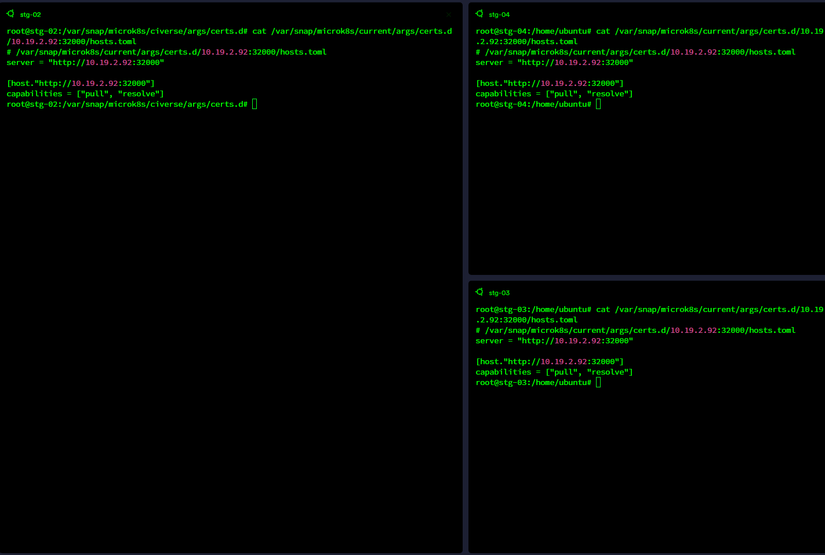 stg-02
root@stg-02:/var/snap/microk8s/civerse/args/certs.d# cat /var/snap/microk8s/current/args/certs.d
/10.19.2.92:32000/hosts.toml
# /var/snap/microk8s/current/args/certs.d/10.19.2.92:32000/hosts.toml
server = "http://10.19.2.92:32000"
[host."http://10.19.2.92:32000"]
capabilities = ["pull", "resolve"]
root@stg-02:/var/snap/microk8s/civerse/args/certs.d#
stg-04
root@stg-04:/home/ubuntu# cat /var/snap/microk8s/current/args/certs.d/10.19
.2.92:32000/hosts.toml
# /var/snap/microk8s/current/args/certs.d/10.19.2.92:32000/hosts.toml
server = "http://10.19.2.92:32000"
[host."http://10.19.2.92:32000"]
capabilities = ["pull", "resolve"]
root@stg-04:/home/ubuntu#
stg-03
root@stg-03:/home/ubuntu# cat /var/snap/microk8s/current/args/certs.d/10.19
.2.92:32000/hosts.toml
# /var/snap/microk8s/current/args/certs.d/10.19.2.92:32000/hosts.toml
server = "http://10.19.2.92:32000"
[host."http://10.19.2.92:32000"]
capabilities = ["pull", "resolve"]
root@stg-03:/home/ubuntu#